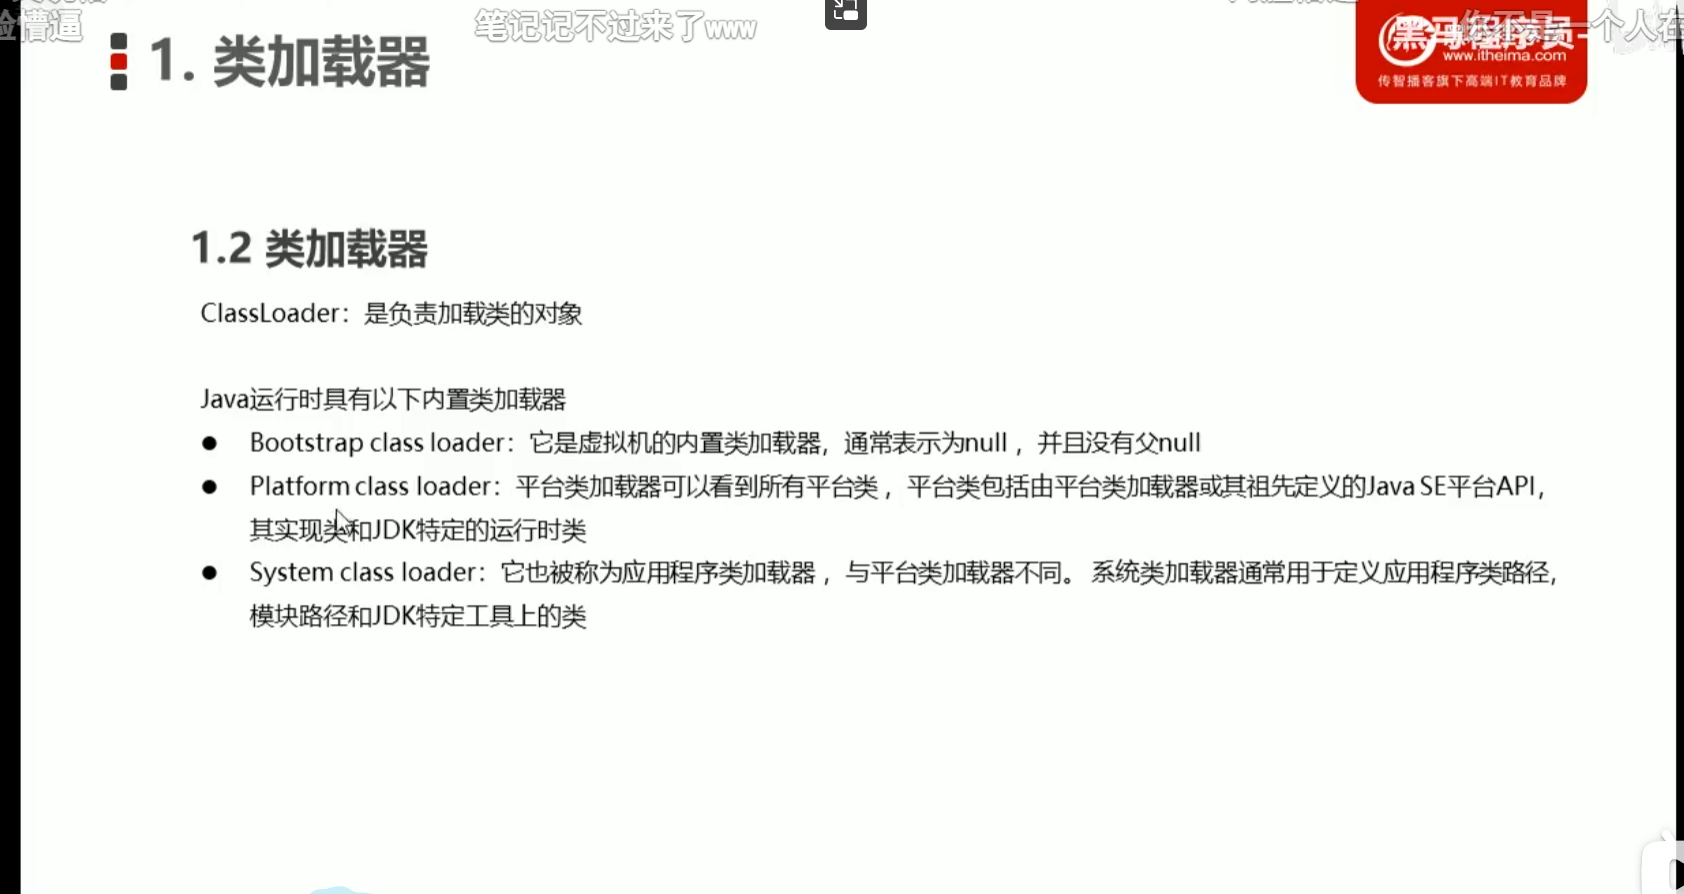 笔记记不过来了www
懵逼
1. 类加载器
黑马程序员
www.itheima.com
传智播客旗下高端IT教育品牌
一个人在
1.2 类加载器
ClassLoader：是负责加载类的对象
Java运行时具有以下内置类加载器
● Bootstrap class loader：它是虚拟机的内置类加载器，通常表示为null ，并且没有父null
● Platform class loader：平台类加载器可以看到所有平台类 ，平台类包括由平台类加载器或其祖先定义的Java SE平台API，
其实现类和JDK特定的运行时类
● System class loader：它也被称为应用程序类加载器 ，与平台类加载器不同。 系统类加载器通常用于定义应用程序类路径，
模块路径和JDK特定工具上的类